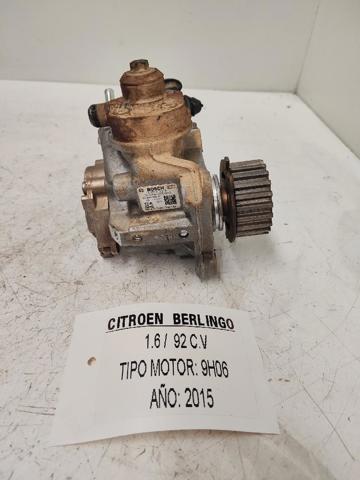 BOSCH
CITROEN BERLINGO
1.6 / 92 C.V
TIPO MOTOR: 9H06
AÑO: 2015